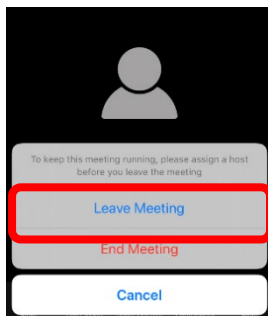 To keep this meeting running, please assign a host
before you leave the meeting
Leave Meeting
End Meeting
Cancel